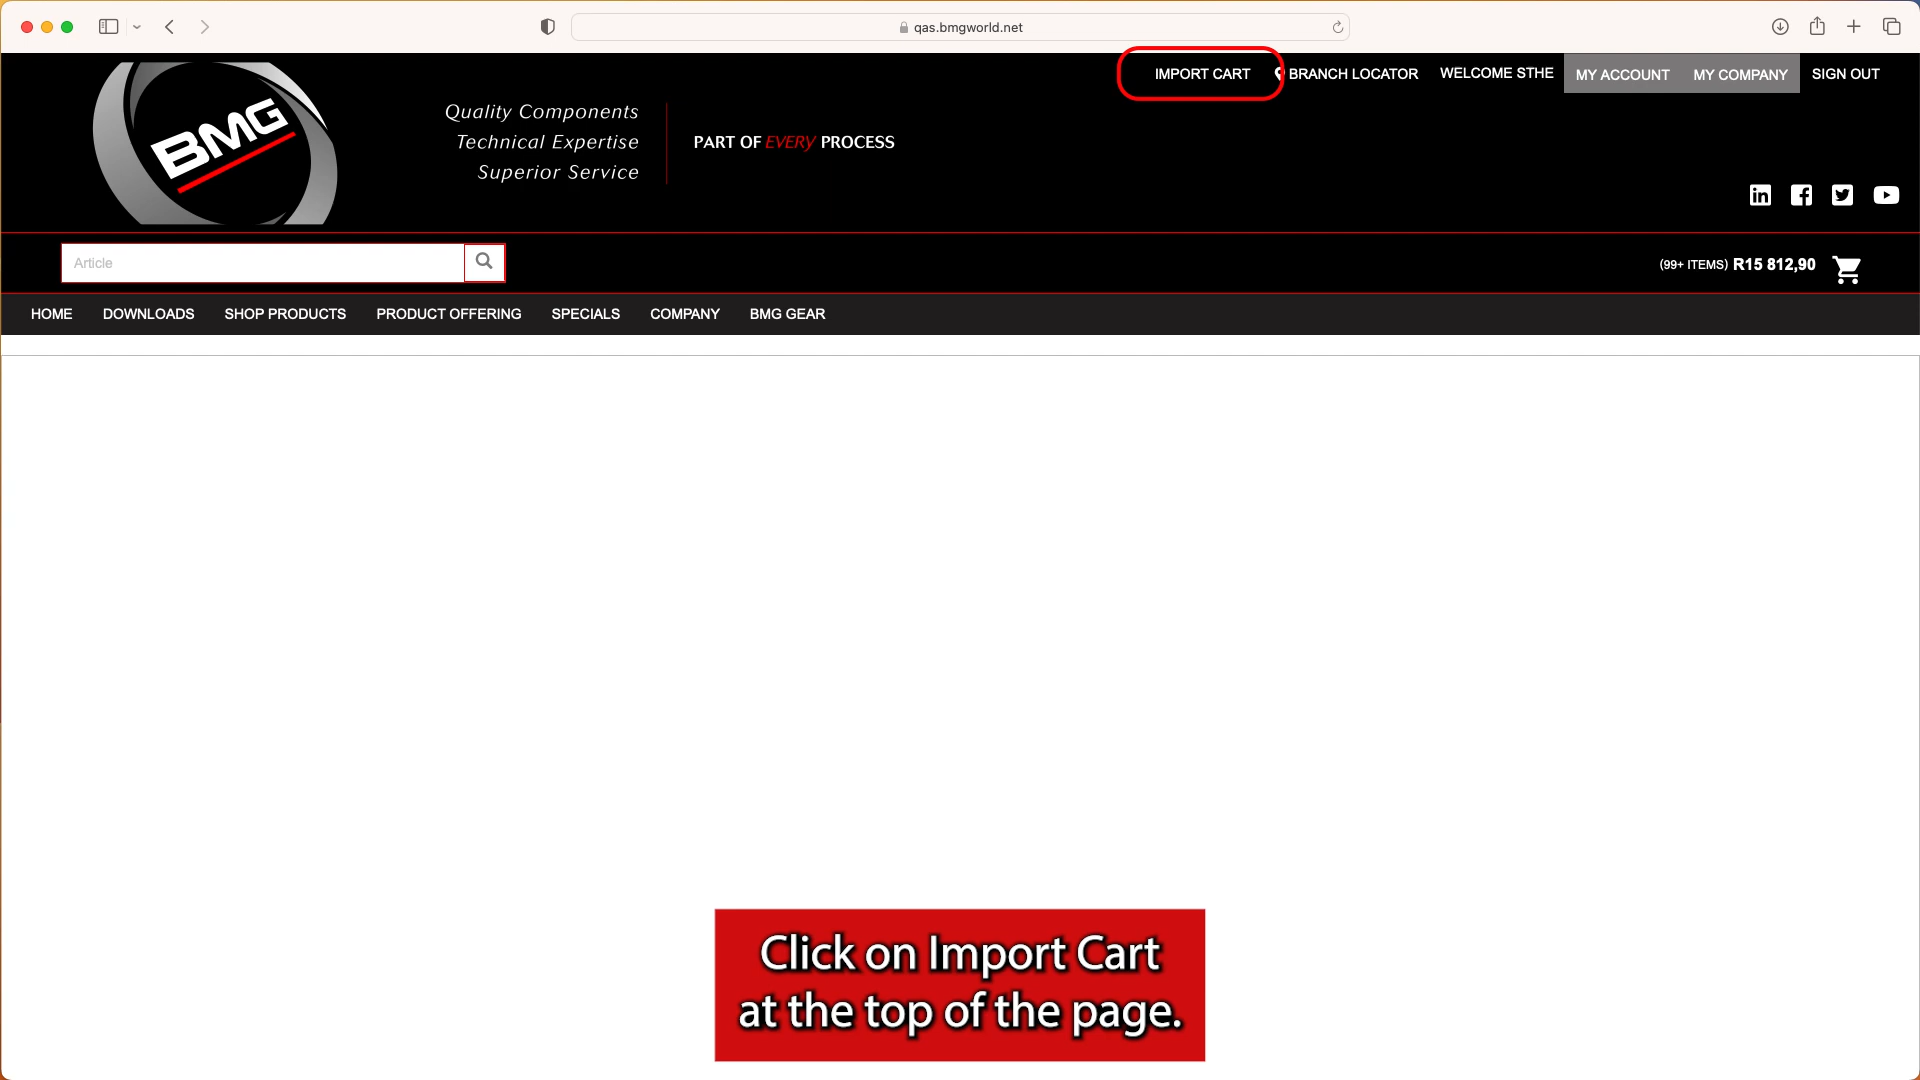 qas.bmgworld.net
IMPORT CART
BRANCH LOCATOR
WELCOME STHE
MY ACCOUNT
MY COMPANY
SIGN OUT
BMG
Quality Components
Technical Expertise
Superior Service
PART OF EVERY PROCESS
Article
(99+ ITEMS) R15 812,90
HOME
DOWNLOADS
SHOP PRODUCTS
PRODUCT OFFERING
SPECIALS
COMPANY
BMG GEAR
Click on Import Cart
at the top of the page.